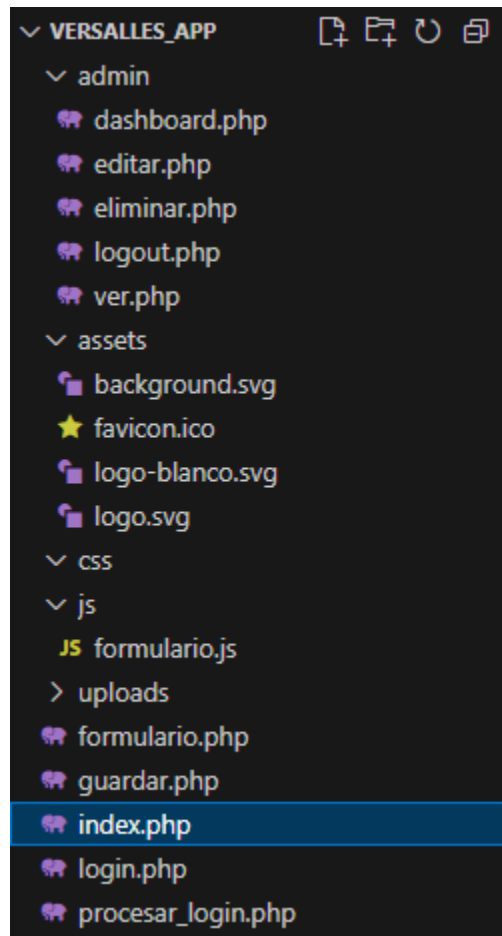 VERSALLES_APP
admin
dashboard.php
editar.php
eliminar.php
logout.php
ver.php
assets
background.svg
favicon.ico
logo-blanco.svg
logo.svg
css
js
JS formulario.js
uploads
formulario.php
guardar.php
index.php
login.php
procesar_login.php